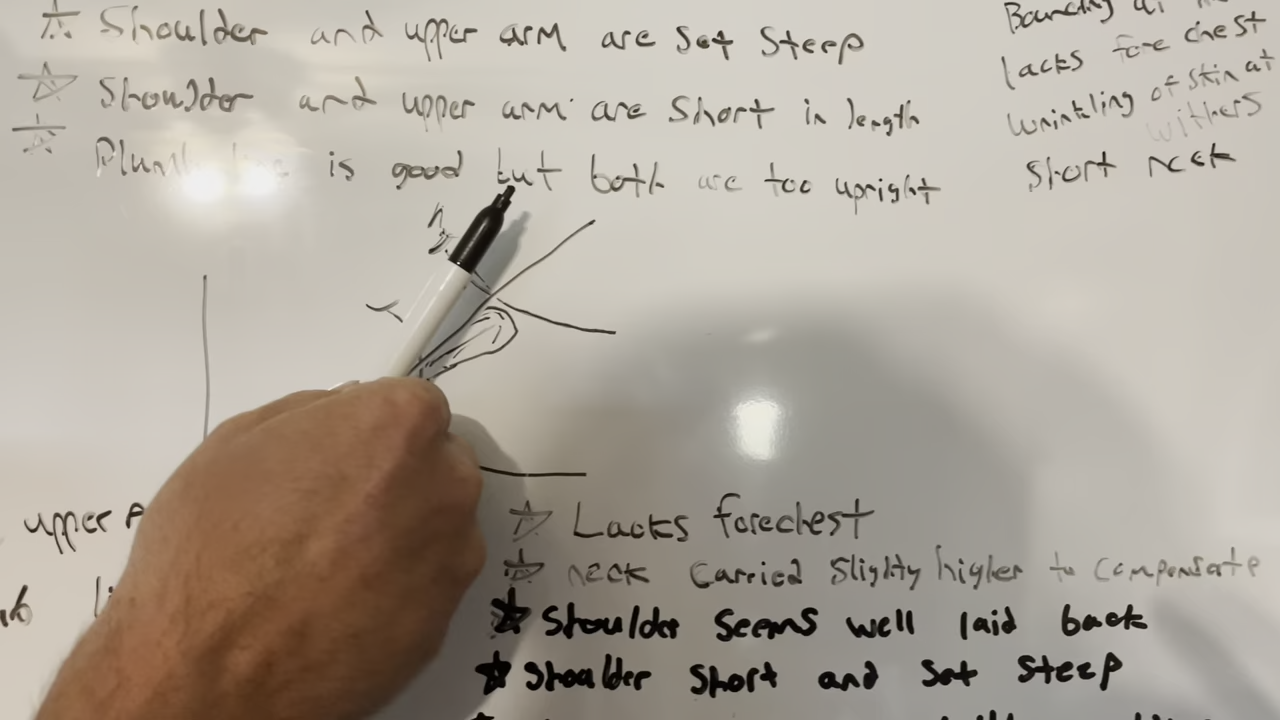 Shoulder and upper arm are Set Steep
Shoulder and upper arm are Short in length
is good but both are too upright
lacks fore chest
wrinkling of skin at
withers
Short neck
upper
Lacks forechest
neck carried slighty higher to compensate
Shoulder seems well laid back
Shoulder short and set steep